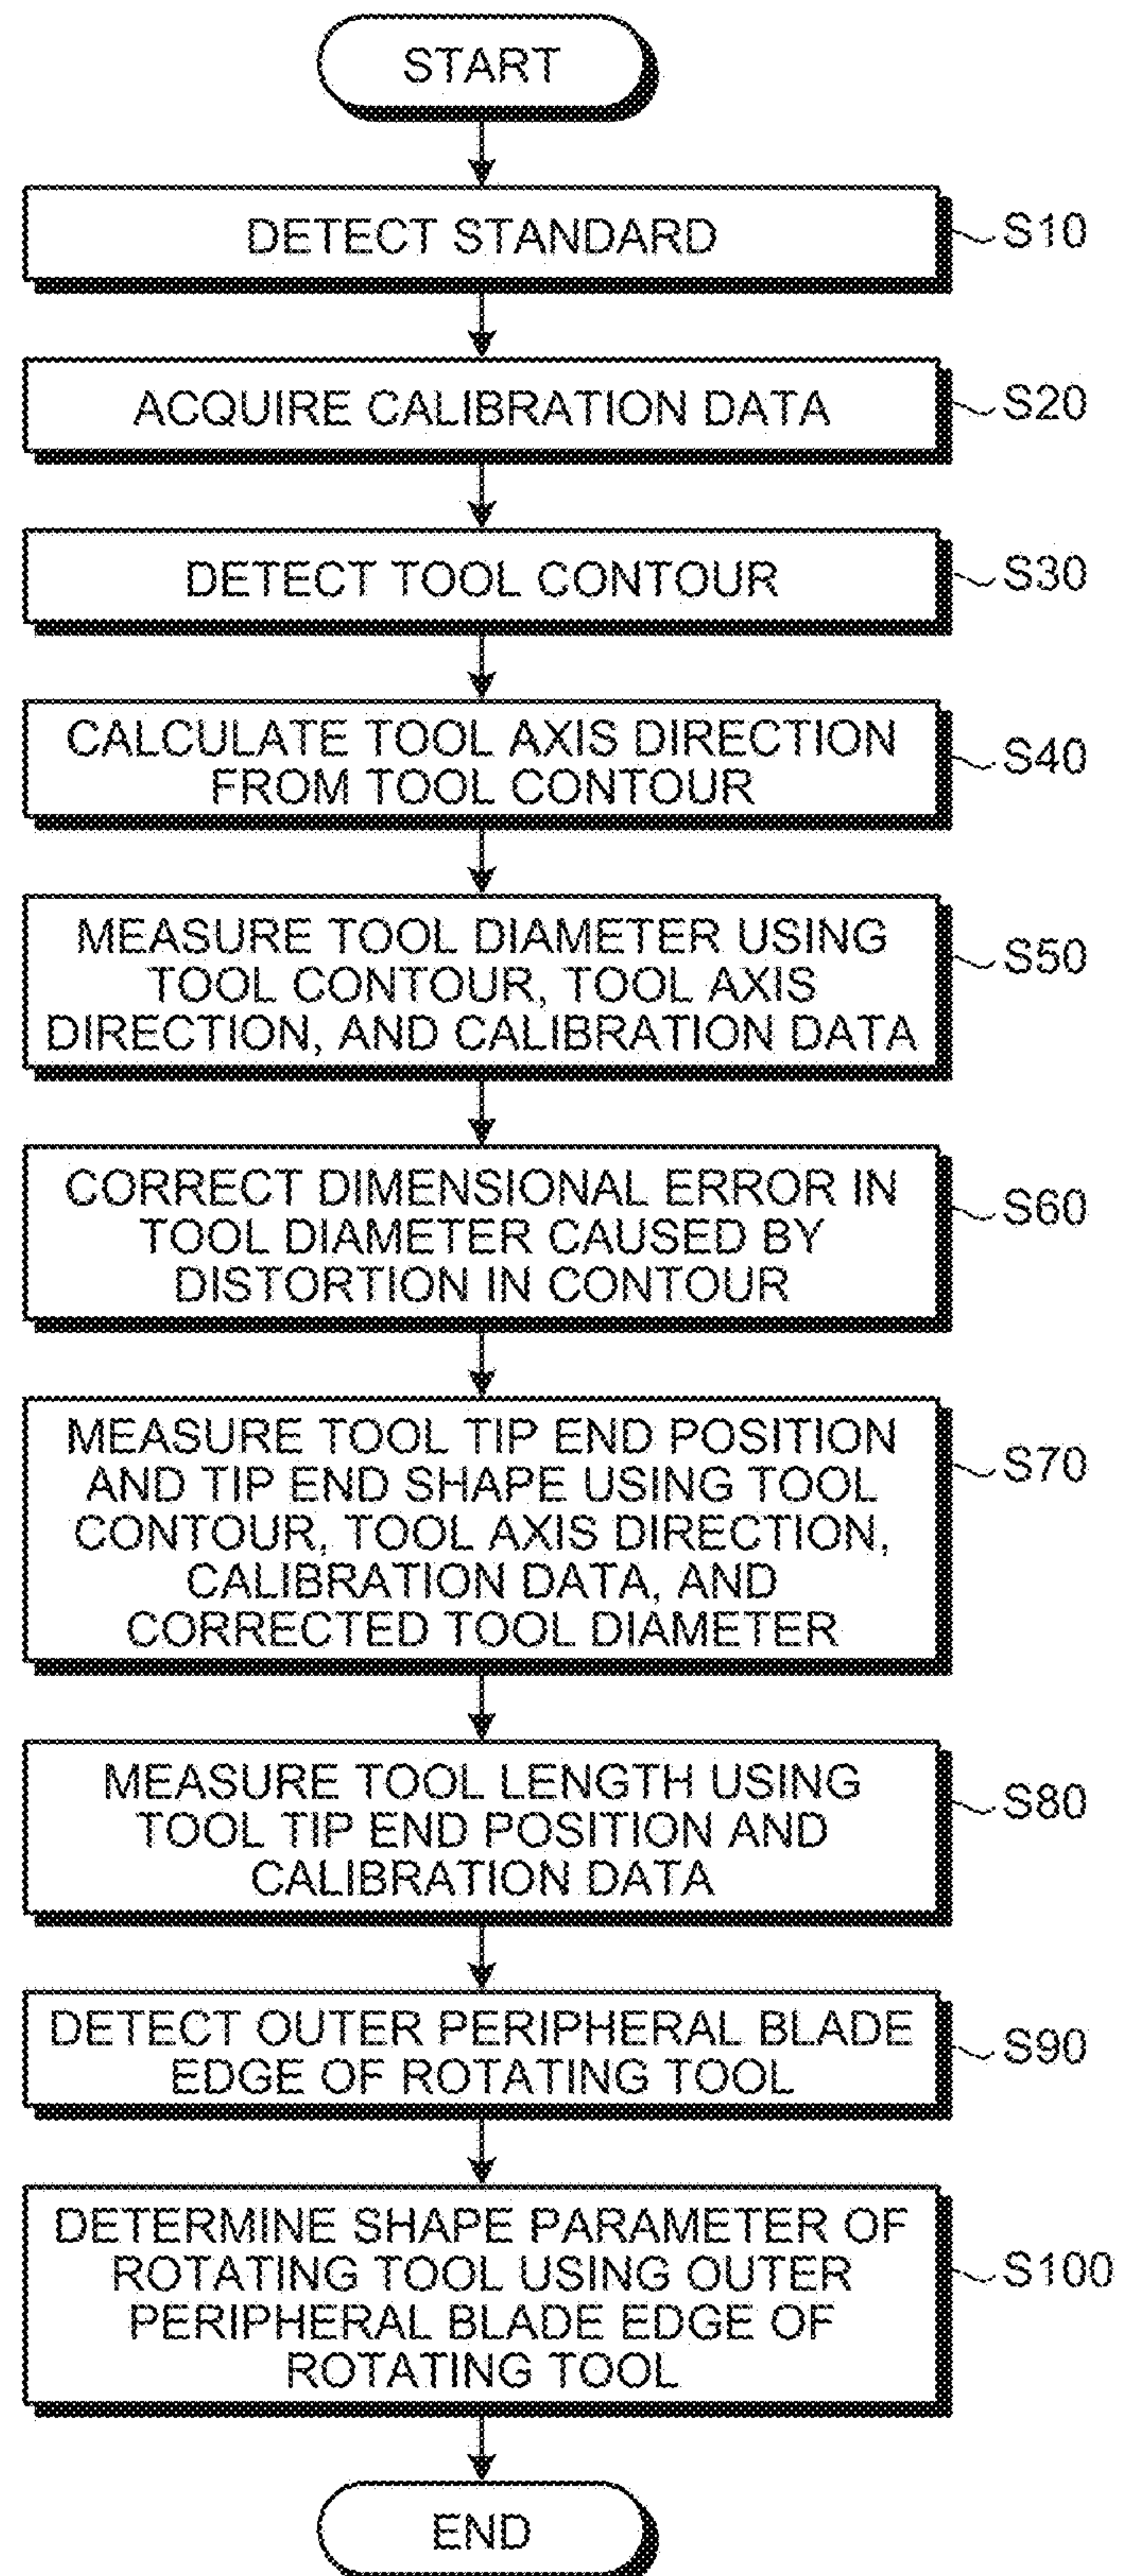 START
DETECT STANDARD
S10
ACQUIRE CALIBRATION DATA
S20
DETECT TOOL CONTOUR
S30
CALCULATE TOOL AXIS DIRECTION
FROM TOOL CONTOUR
S40
MEASURE TOOL DIAMETER USING
TOOL CONTOUR, TOOL AXIS
DIRECTION, AND CALIBRATION DATA
S50
CORRECT DIMENSIONAL ERROR IN
TOOL DIAMETER CAUSED BY
DISTORTION IN CONTOUR
S60
MEASURE TOOL TIP END POSITION
AND TIP END SHAPE USING TOOL
CONTOUR, TOOL AXIS DIRECTION,
CALIBRATION DATA, AND
CORRECTED TOOL DIAMETER
S70
MEASURE TOOL LENGTH USING
TOOL TIP END POSITION AND
CALIBRATION DATA
S80
DETECT OUTER PERIPHERAL BLADE
EDGE OF ROTATING TOOL
S90
DETERMINE SHAPE PARAMETER OF
ROTATING TOOL USING OUTER
PERIPHERAL BLADE EDGE OF
ROTATING TOOL
S100
END